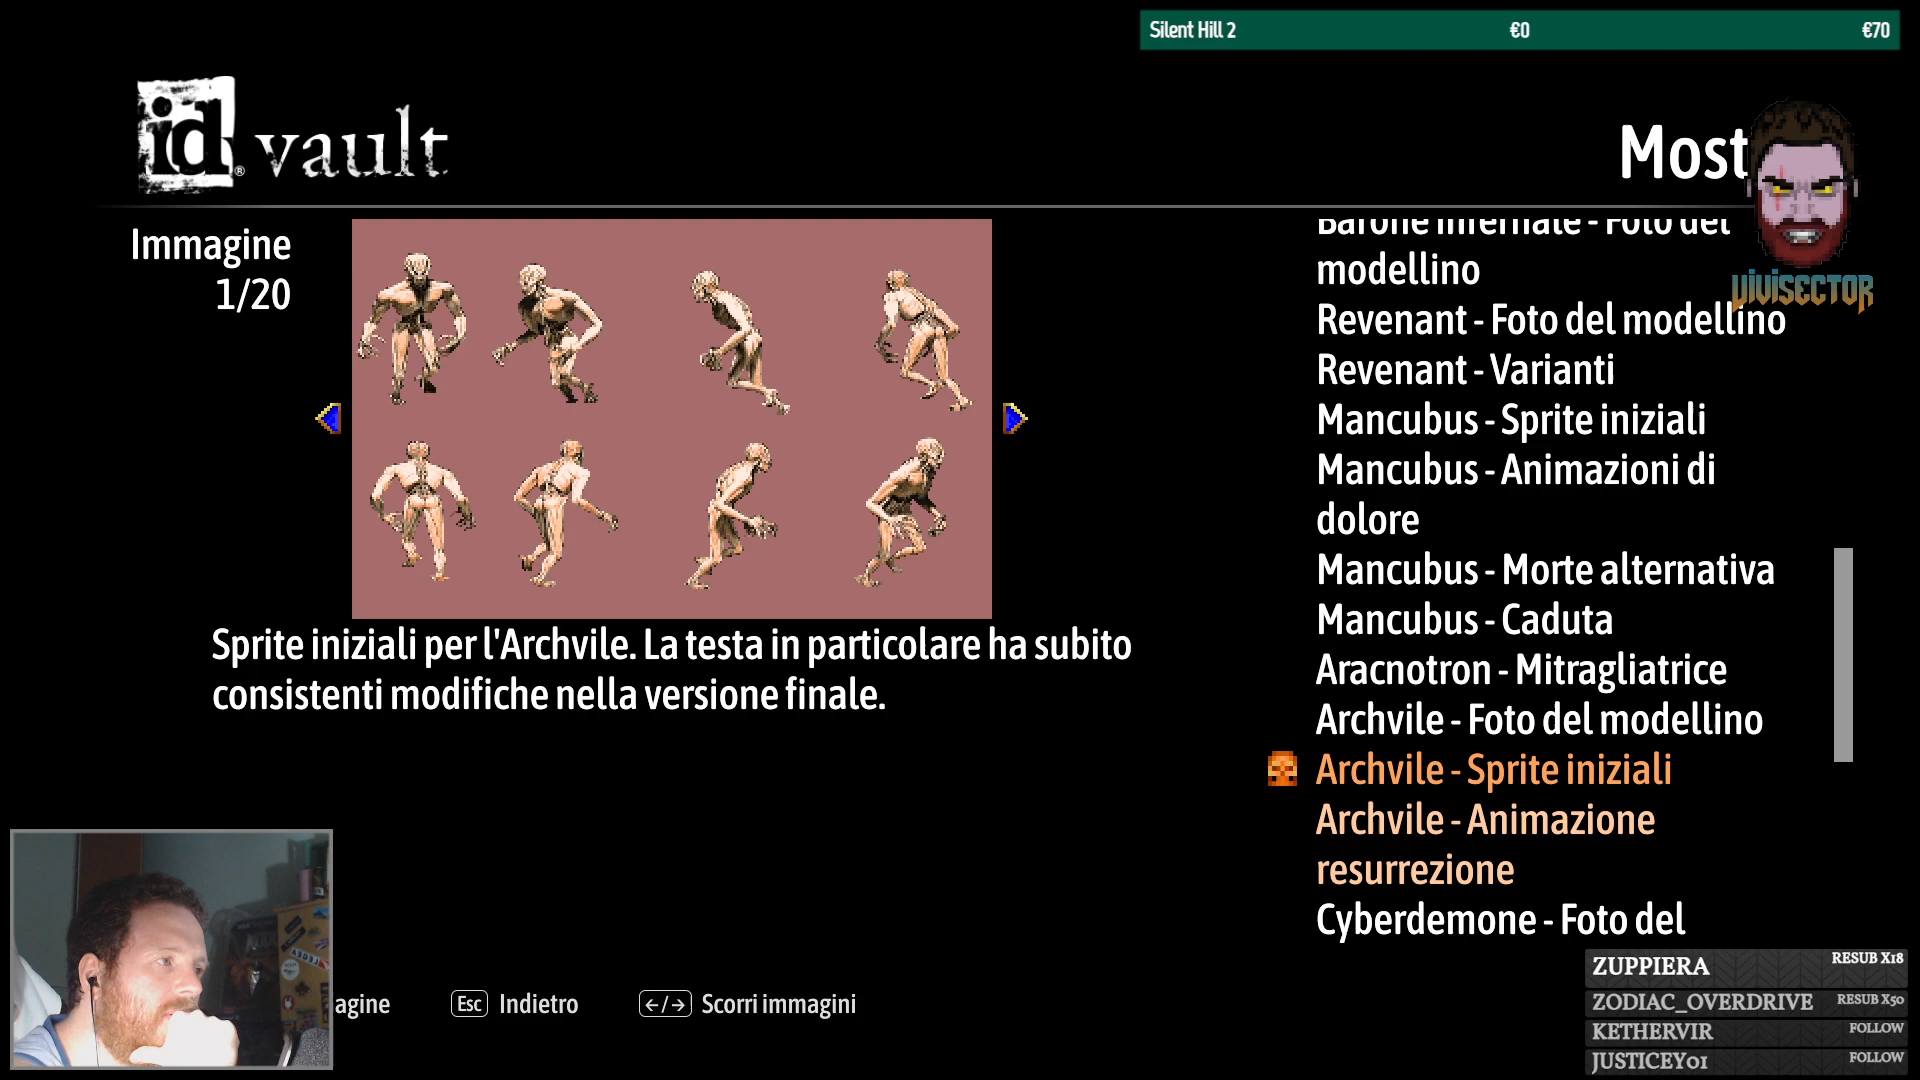 Silent Hill 2 €0 €70
id® vault
Most
Immagine
1/20
Sprite iniziali per l'Archvile. La testa in particolare ha subito
consistenti modifiche nella versione finale.
Barone infernale - Foto del
modellino
Revenant - Foto del modellino
Revenant - Varianti
Mancubus - Sprite iniziali
Mancubus - Animazioni di
dolore
Mancubus - Morte alternativa
Mancubus - Caduta
Aracnotron - Mitragliatrice
Archvile - Foto del modellino
Archvile - Sprite iniziali
Archvile - Animazione
resurrezione
Cyberdemone - Foto del
VIVISECTOR
agine Esc Indietro ←/→ Scorri immagini
ZUPPIERA RESUB X18
ZODIAC_OVERDRIVE RESUB X50
KETHERVIR FOLLOW
JUSTICEY01 FOLLOW